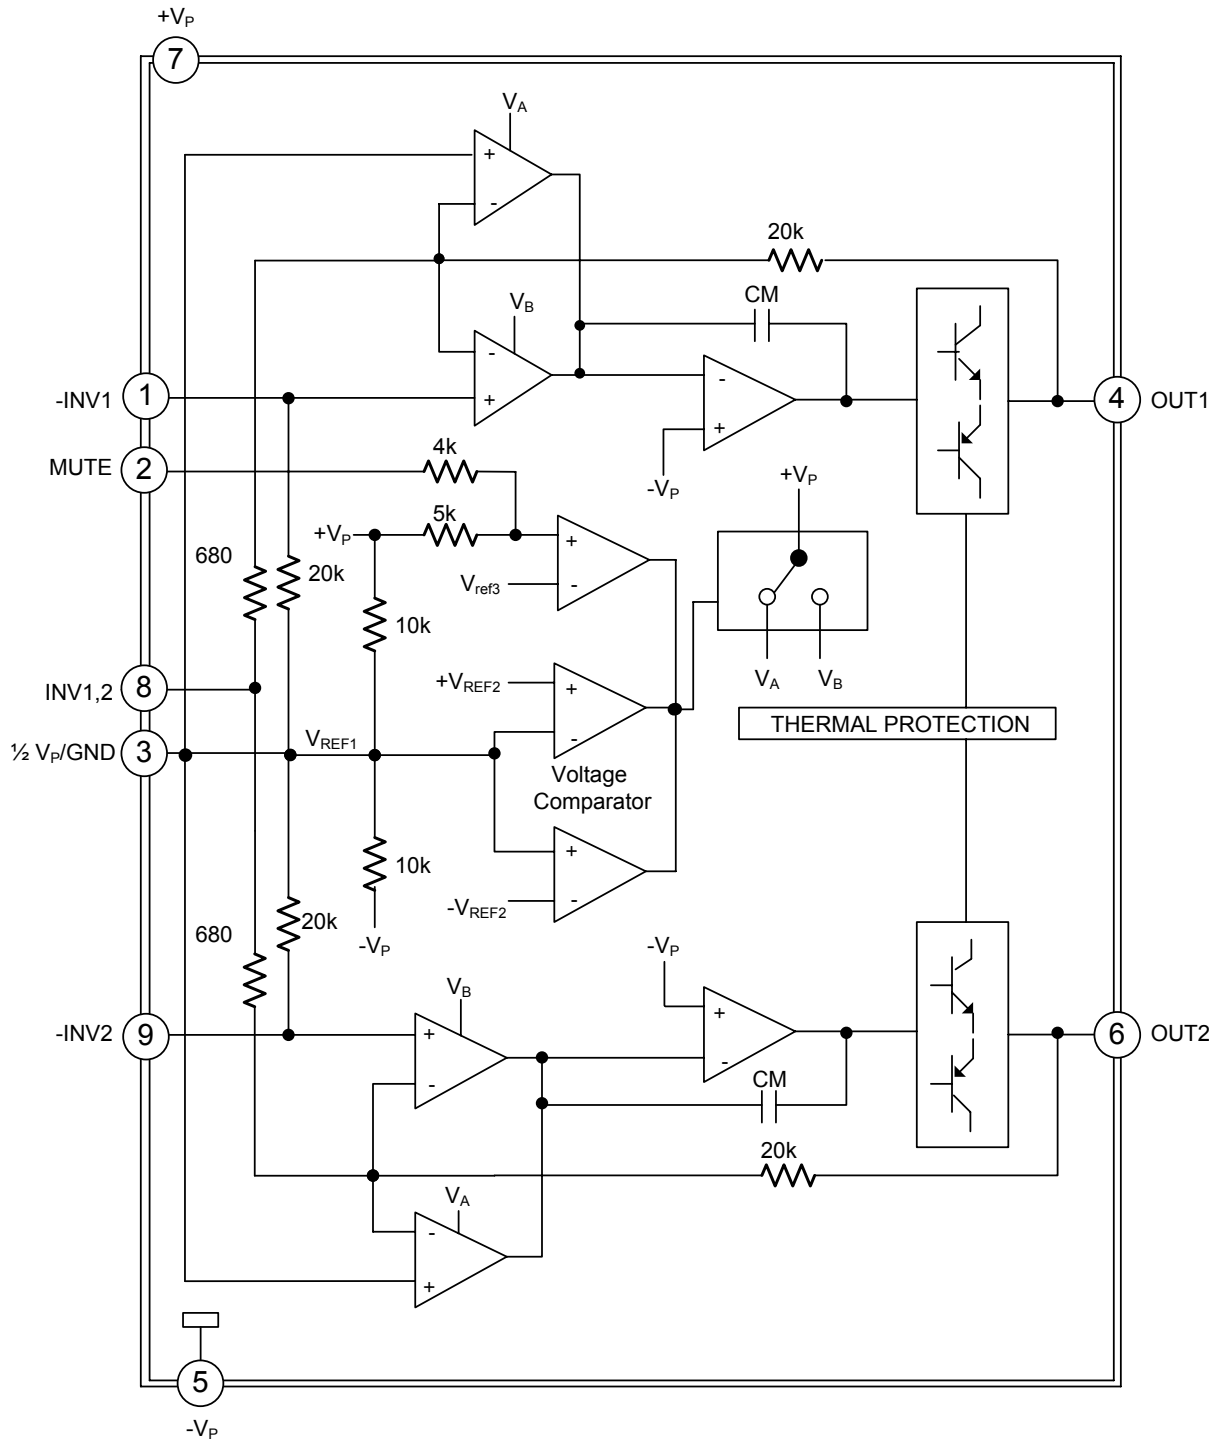 +VP
7
VA
+
-
20k
CM
VB
-
+
-INV1
1
-
+
-VP
4
OUT1
MUTE
2
4k
+VP
+VP
5k
+
-
Vref3
680
20k
10k
VA
VB
INV1,2
8
+VREF2
+
-
½ VP/GND
3
VREF1
THERMAL PROTECTION
Voltage
Comparator
10k
+
-
-VREF2
680
20k
-VP
-VP
VB
-INV2
9
+
-
+
-
6
OUT2
CM
20k
VA
-
+
5
-VP